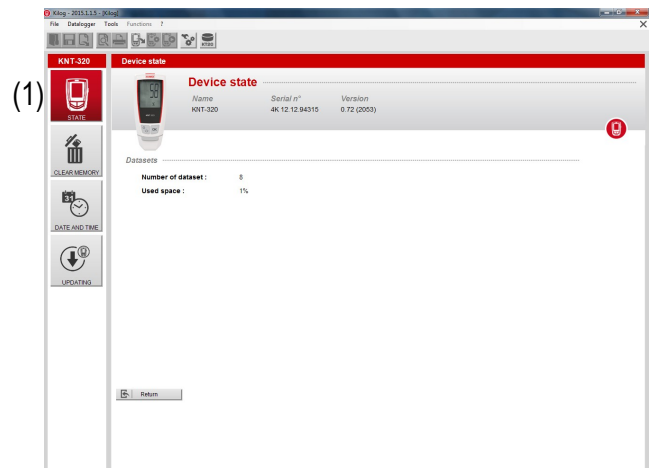 Kilog - 2015.1.1.5 - [Kilog]
File Datalogger Tools Functions ?
KNT-320
Device state
(1)
STATE
Device state
Name Serial n° Version
KNT-320 4K 12.12.94315 0.72 (2053)
CLEAR MEMORY
Datasets
Number of dataset : 8
Used space : 1%
31
DATE AND TIME
UPDATING
Return